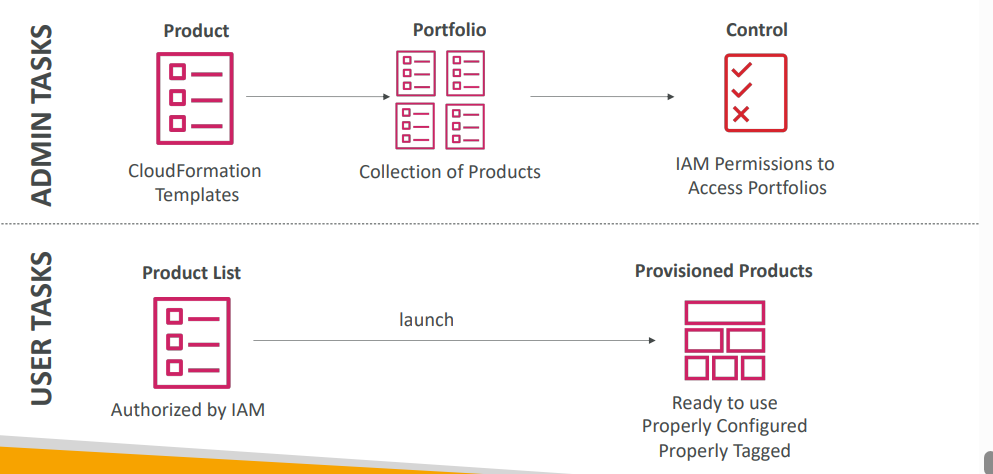 ADMIN TASKS
Product
Portfolio
Control
CloudFormation
Templates
Collection of Products
IAM Permissions to
Access Portfolios
USER TASKS
Product List
launch
Provisioned Products
Authorized by IAM
Ready to use
Properly Configured
Properly Tagged